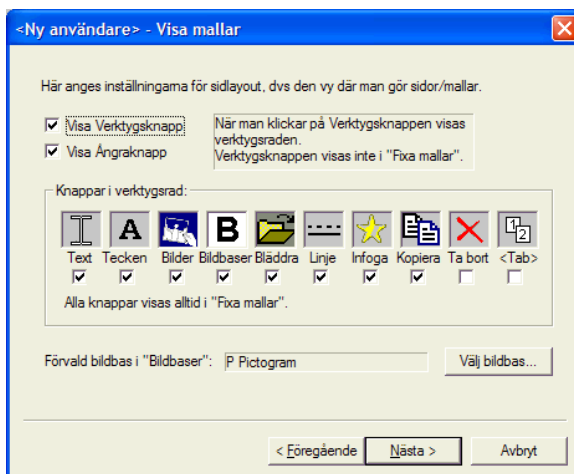 <Ny användare> - Visa mallar
Här anges inställningarna för sidlayout, dvs den vy där man gör sidor/mallar.
Visa Verktygsknapp
Visa Ångraknapp
När man klickar på Verktygsknappen visas
verktygsraden.
Verktygsknappen visas inte i "Fixa mallar".
Knappar i verktygsrad:
A B 1 2
Text Tecken Bilder Bildbaser Bläddra Linje Infoga Kopiera Ta bort <Tab>
Alla knappar visas alltid i "Fixa mallar".
Förvald bildbas i "Bildbaser": P Pictogram Välj bildbas...
< Föregående Nästa > Avbryt